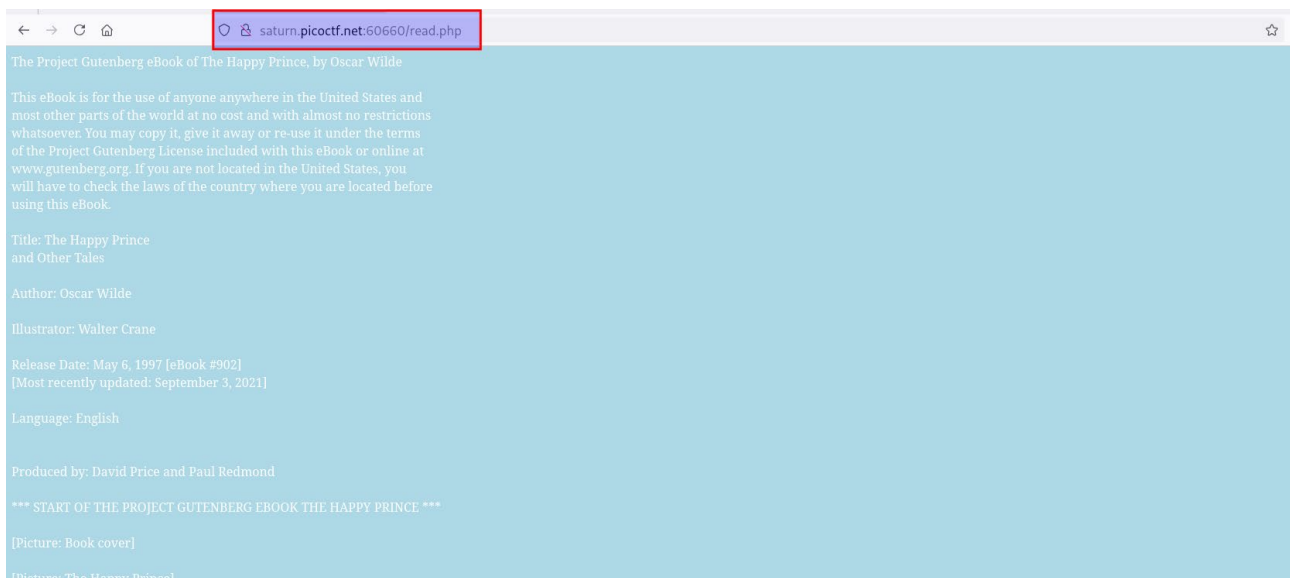 saturn.picoctf.net:60660/read.php
The Project Gutenberg eBook of The Happy Prince, by Oscar Wilde
This eBook is for the use of anyone anywhere in the United States and
most other parts of the world at no cost and with almost no restrictions
whatsoever. You may copy it, give it away or re-use it under the terms
of the Project Gutenberg License included with this eBook or online at
www.gutenberg.org. If you are not located in the United States, you
will have to check the laws of the country where you are located before
using this eBook.
Title: The Happy Prince
and Other Tales
Author: Oscar Wilde
Illustrator: Walter Crane
Release Date: May 6, 1997 [eBook #902]
[Most recently updated: September 3, 2021]
Language: English
Produced by: David Price and Paul Redmond
*** START OF THE PROJECT GUTENBERG EBOOK THE HAPPY PRINCE ***
[Picture: Book cover]
[Picture: The Happy Prince]